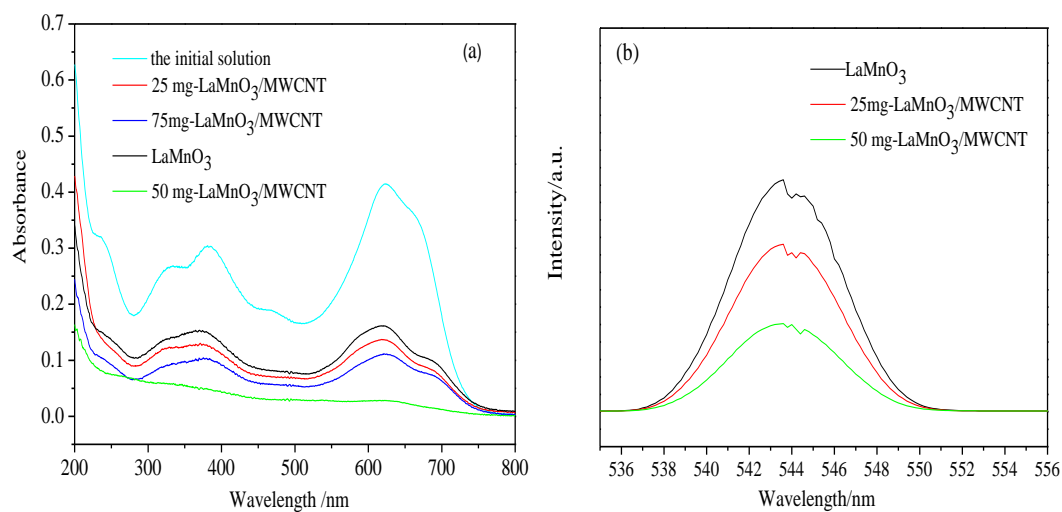 (a)
the initial solution
25 mg-LaMnO3/MWCNT
75mg-LaMnO3/MWCNT
LaMnO3
50 mg-LaMnO3/MWCNT
Absorbance
0.7
0.6
0.5
0.4
0.3
0.2
0.1
0.0
200 300 400 500 600 700 800
Wavelength /nm
(b)
LaMnO3
25mg-LaMnO3/MWCNT
50 mg-LaMnO3/MWCNT
Intensity/a.u.
536 538 540 542 544 546 548 550 552 554 556
Wavelength/nm